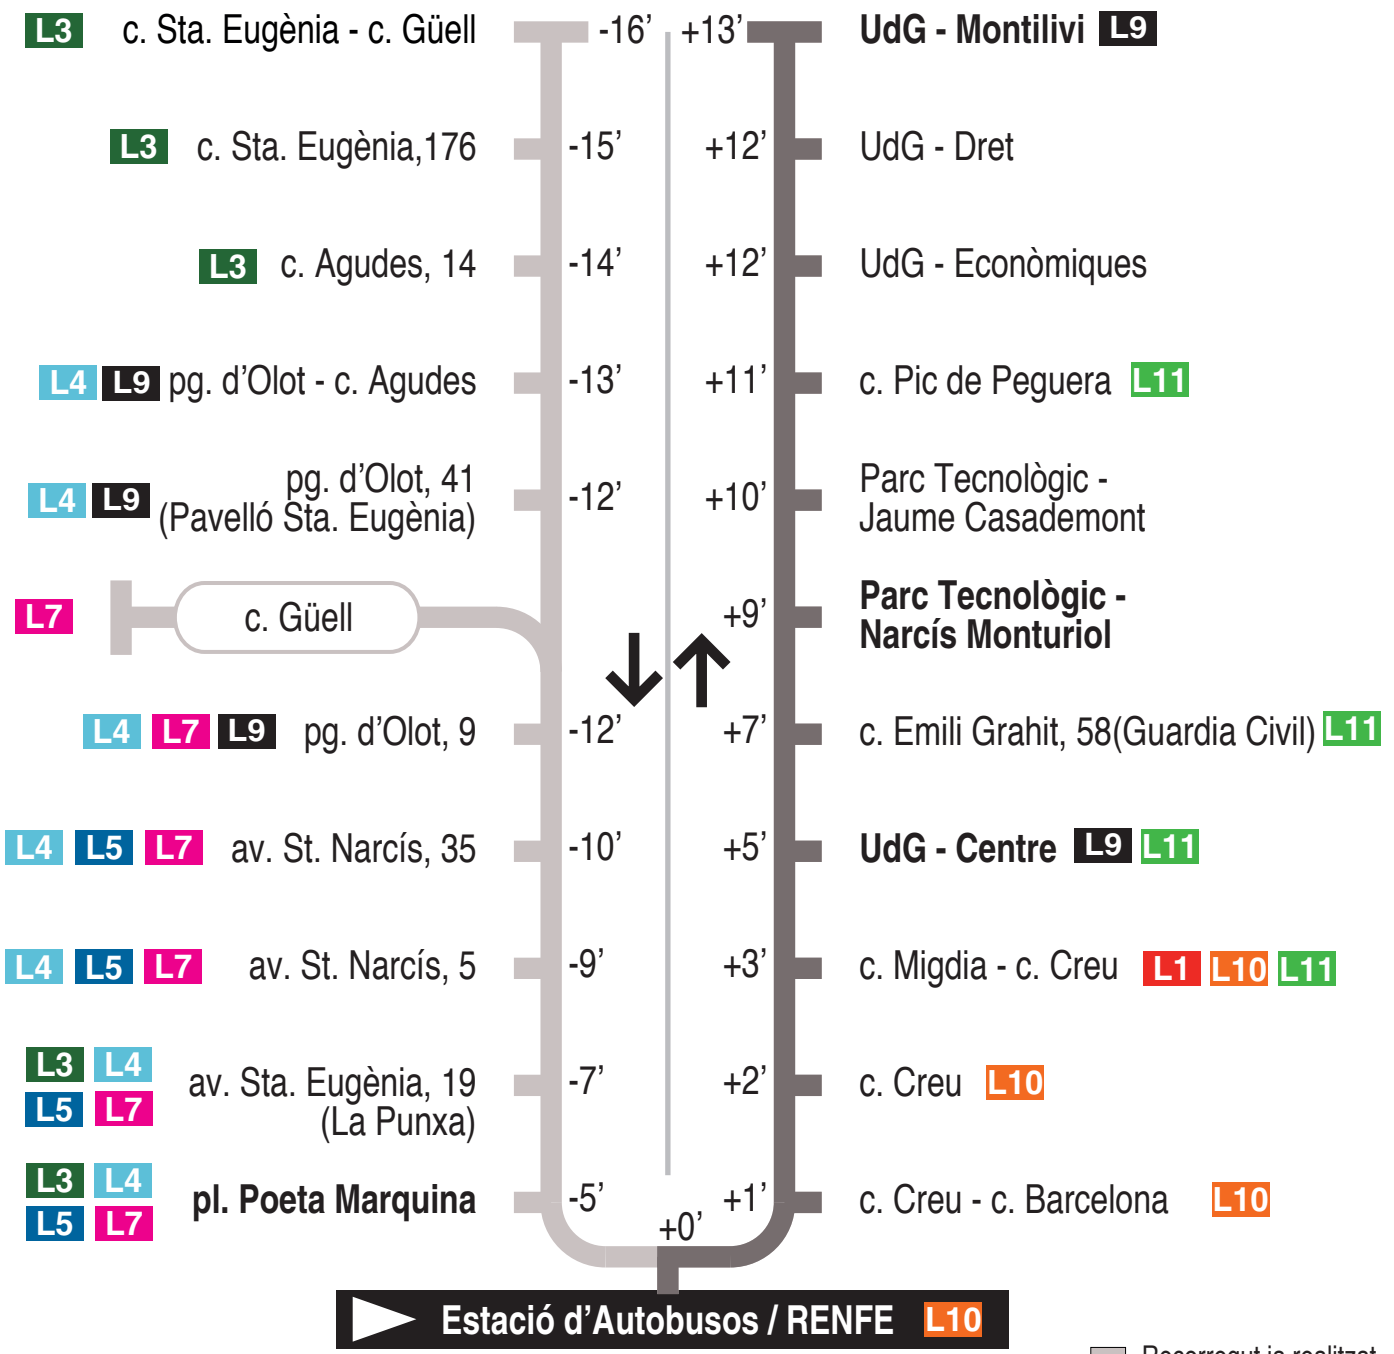 L3 c. Sta. Eugènia - c. Güell -16’ +13’ UdG - Montilivi L9
L3 c. Sta. Eugènia,176 -15’ +12’ UdG - Dret
L3 c. Agudes, 14 -14’ +12’ UdG - Econòmiques
L4 L9 pg. d’Olot - c. Agudes -13’ +11’ c. Pic de Peguera L11
L4 L9 pg. d’Olot, 41
(Pavelló Sta. Eugènia) -12’ +10’ Parc Tecnològic -
Jaume Casademont
L7 c. Güell +9’ Parc Tecnològic -
Narcís Monturiol
L4 L7 L9 pg. d’Olot, 9 -12’ +7’ c. Emili Grahit, 58(Guardia Civil) L11
L4 L5 L7 av. St. Narcís, 35 -10’ +5’ UdG - Centre L9 L11
L4 L5 L7 av. St. Narcís, 5 -9’ +3’ c. Migdia - c. Creu L1 L10 L11
L3 L4
L5 L7 av. Sta. Eugènia, 19
(La Punxa) -7’ +2’ c. Creu L10
L3 L4
L5 L7 pl. Poeta Marquina -5’ +1’ c. Creu - c. Barcelona L10
+0’
Estació d’Autobusos / RENFE L10
Recorregut ja realitzat